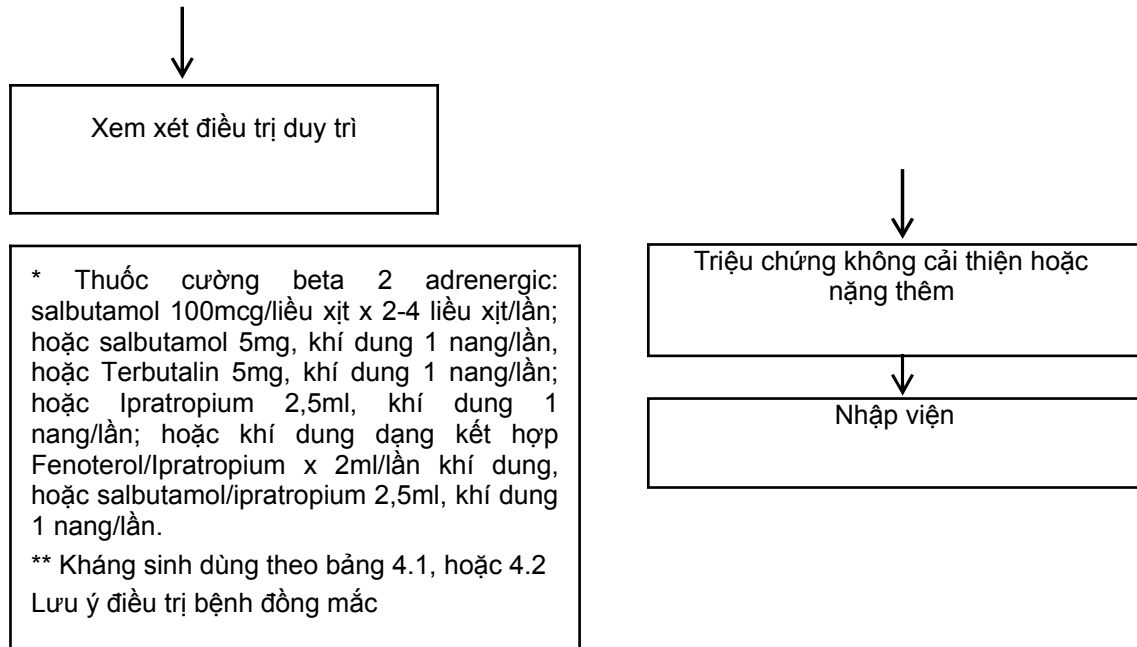 Xem xét điều trị duy trì
* Thuốc cường beta 2 adrenergic:
salbutamol 100mcg/liều xịt x 2-4 liều xịt/lần;
hoặc salbutamol 5mg, khí dung 1 nang/lần,
hoặc Terbutalin 5mg, khí dung 1 nang/lần;
hoặc Ipratropium 2,5ml, khí dung 1
nang/lần; hoặc khí dung dạng kết hợp
Fenoterol/Ipratropium x 2ml/lần khí dung,
hoặc salbutamol/ipratropium 2,5ml, khí dung
1 nang/lần.
** Kháng sinh dùng theo bảng 4.1, hoặc 4.2
Lưu ý điều trị bệnh đồng mắc
Triệu chứng không cải thiện hoặc
nặng thêm
Nhập viện